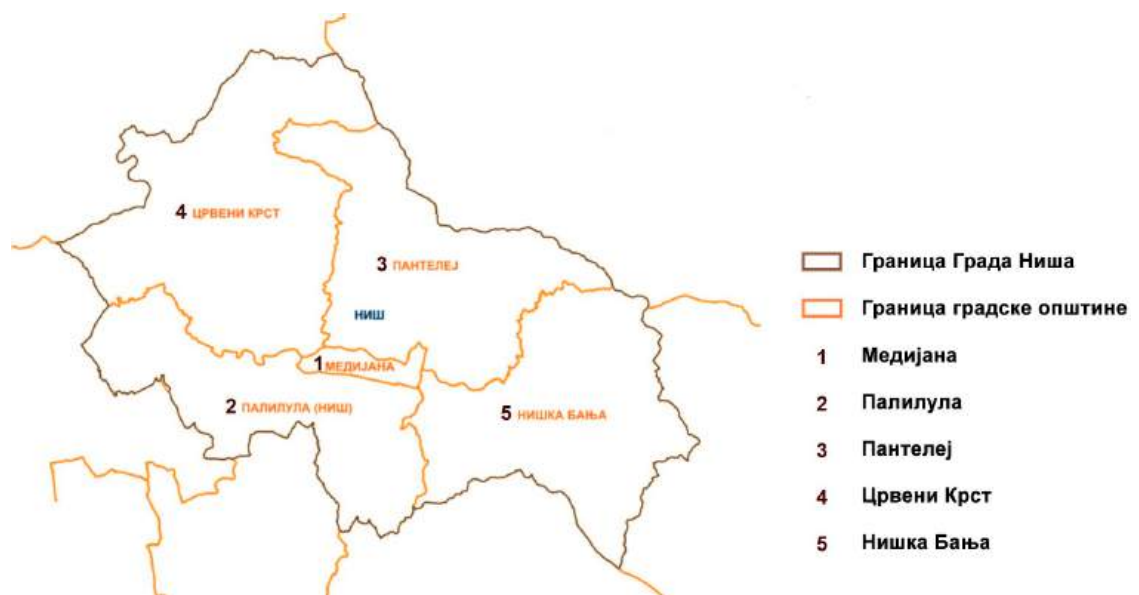 4 ЦРВЕНИ КРСТ
3 ПАНТЕЛЕЈ
НИШ
1 МЕДИЈАНА
2 ПАЛИЛУЛА (НИШ)
5 НИШКА БАЊА
Граница Града Ниша
Граница градске општине
1 Медијана
2 Палилула
3 Пантелеј
4 Црвени Крст
5 Нишка Бања